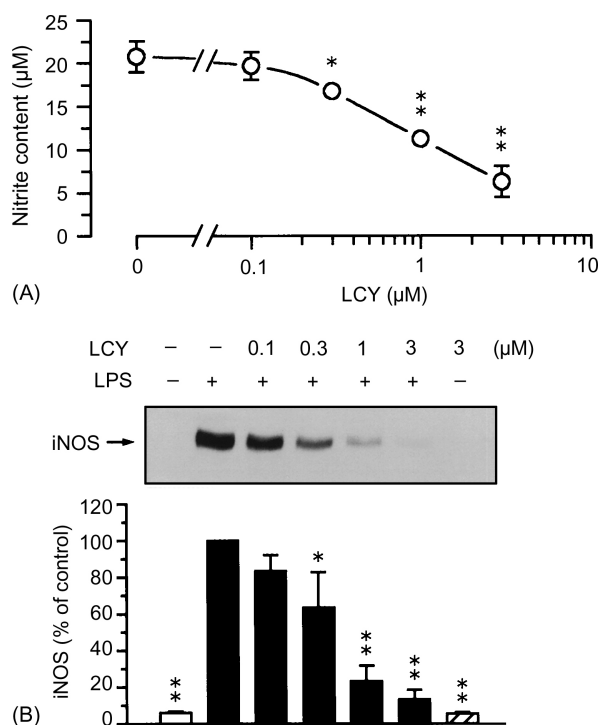 25
20
15
10
5
0
Nitrite content (µM)
*
**
**
0 0.1 1 10
LCY (µM)
(A)
LCY – – 0.1 0.3 1 3 3 (µM)
LPS – + + + + + –
iNOS
120
100
80
60
40
20
0
iNOS (% of control)
**
*
**
**
**
(B)